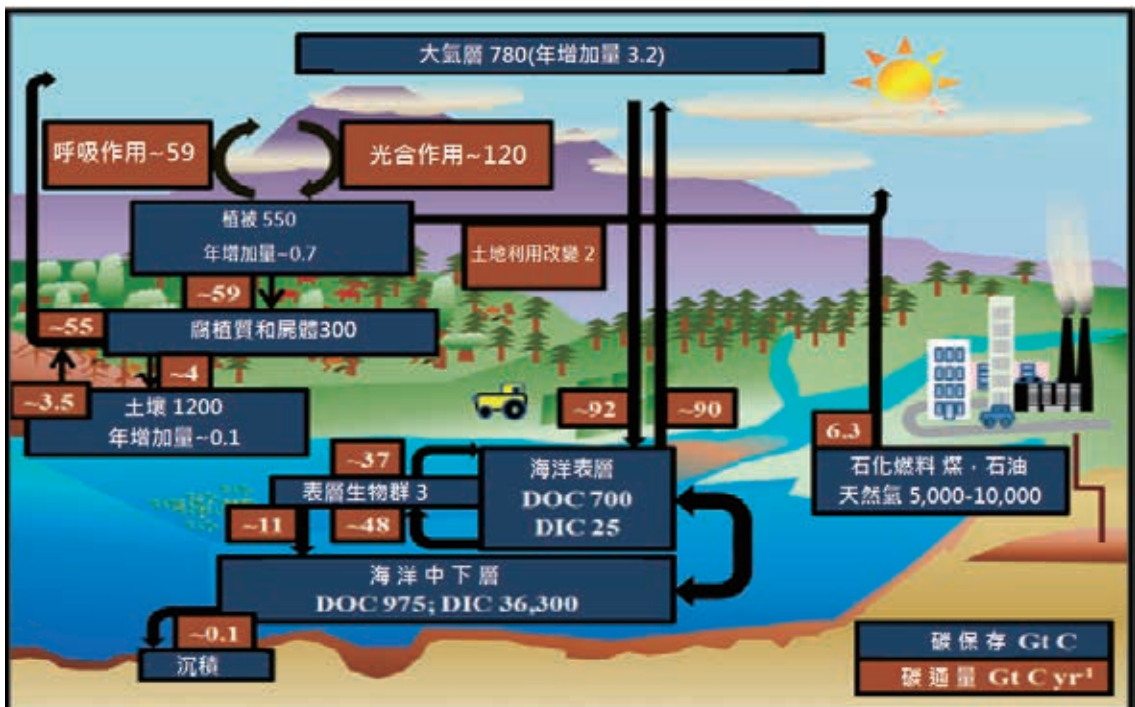 大氣層 780(年增加量 3.2)
呼吸作用~59
光合作用~120
植被 550
年增加量~0.7
土地利用改變 2
~59
~55
腐植質和屍體300
~4
~3.5
土壤 1200
年增加量~0.1
~92
~90
6.3
石化燃料 煤，石油
天然氣 5,000-10,000
~37
海洋表層
DOC 700
DIC 25
表層生物群 3
~11
~48
海洋中下層
DOC 975; DIC 36,300
~0.1
沉積
碳保存 Gt C
碳通量 Gt C yr⁻¹